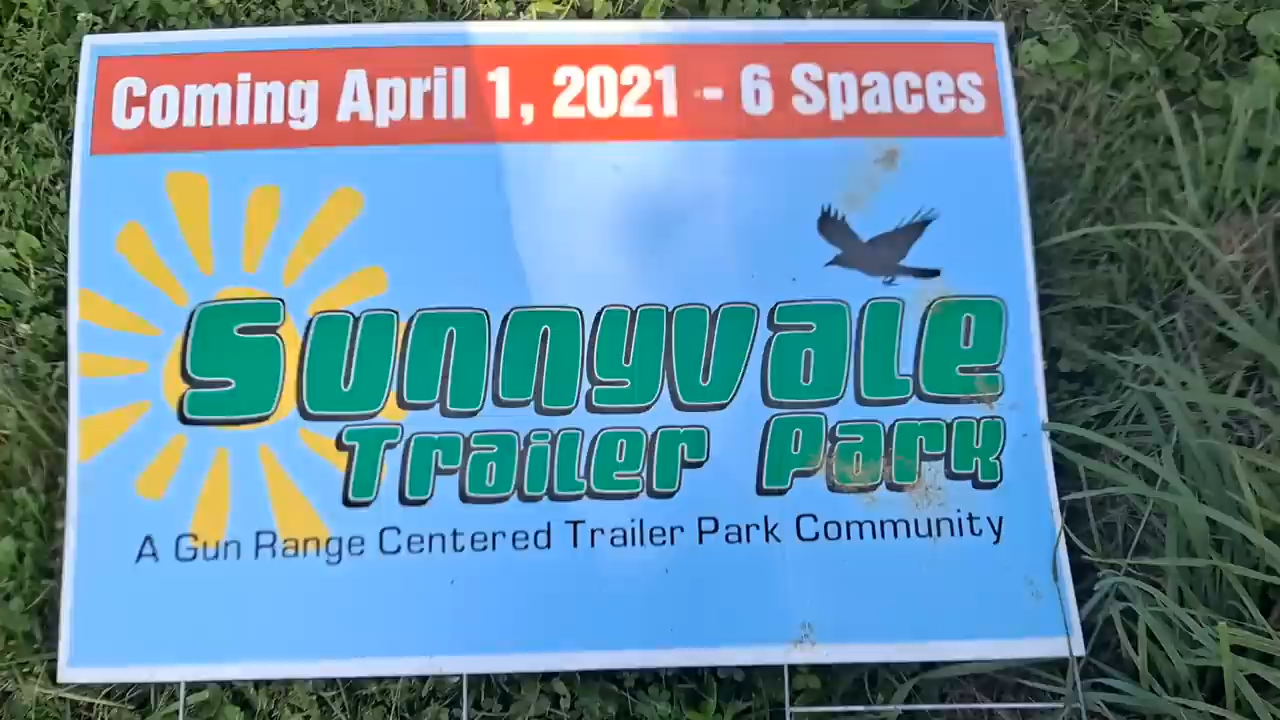 Coming April 1, 2021 - 6 Spaces
Sunnyvale
Trailer Park
A Gun Range Centered Trailer Park Community